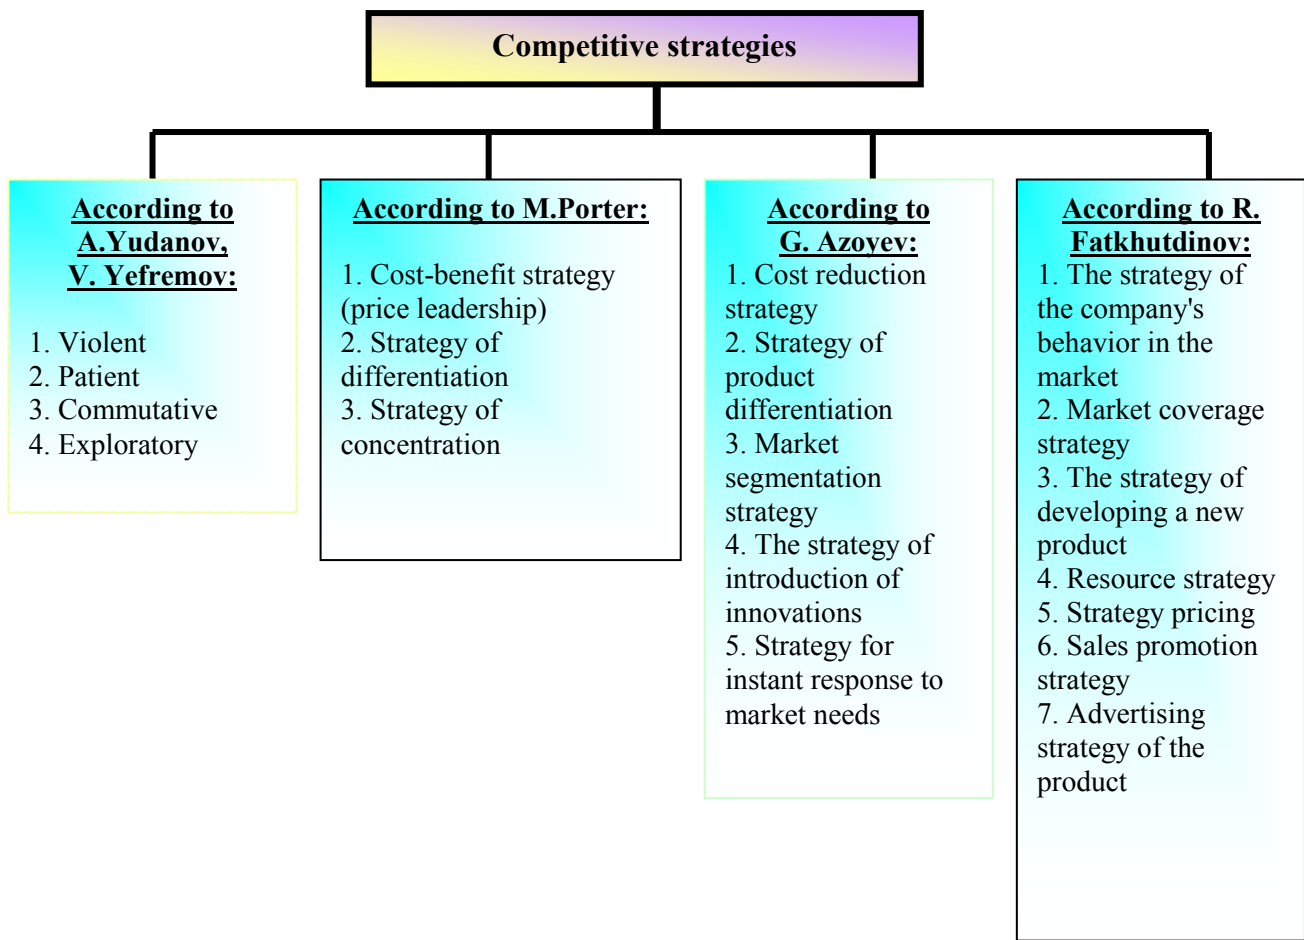 Competitive strategies
According to
A.Yudanov,
V. Yefremov:
1. Violent
2. Patient
3. Commutative
4. Exploratory
According to M.Porter:
1. Cost-benefit strategy
(price leadership)
2. Strategy of
differentiation
3. Strategy of
concentration
According to
G. Azoyev:
1. Cost reduction
strategy
2. Strategy of
product
differentiation
3. Market
segmentation
strategy
4. The strategy of
introduction of
innovations
5. Strategy for
instant response to
market needs
According to R.
Fatkhutdinov:
1. The strategy of
the company's
behavior in the
market
2. Market coverage
strategy
3. The strategy of
developing a new
product
4. Resource strategy
5. Strategy pricing
6. Sales promotion
strategy
7. Advertising
strategy of the
product